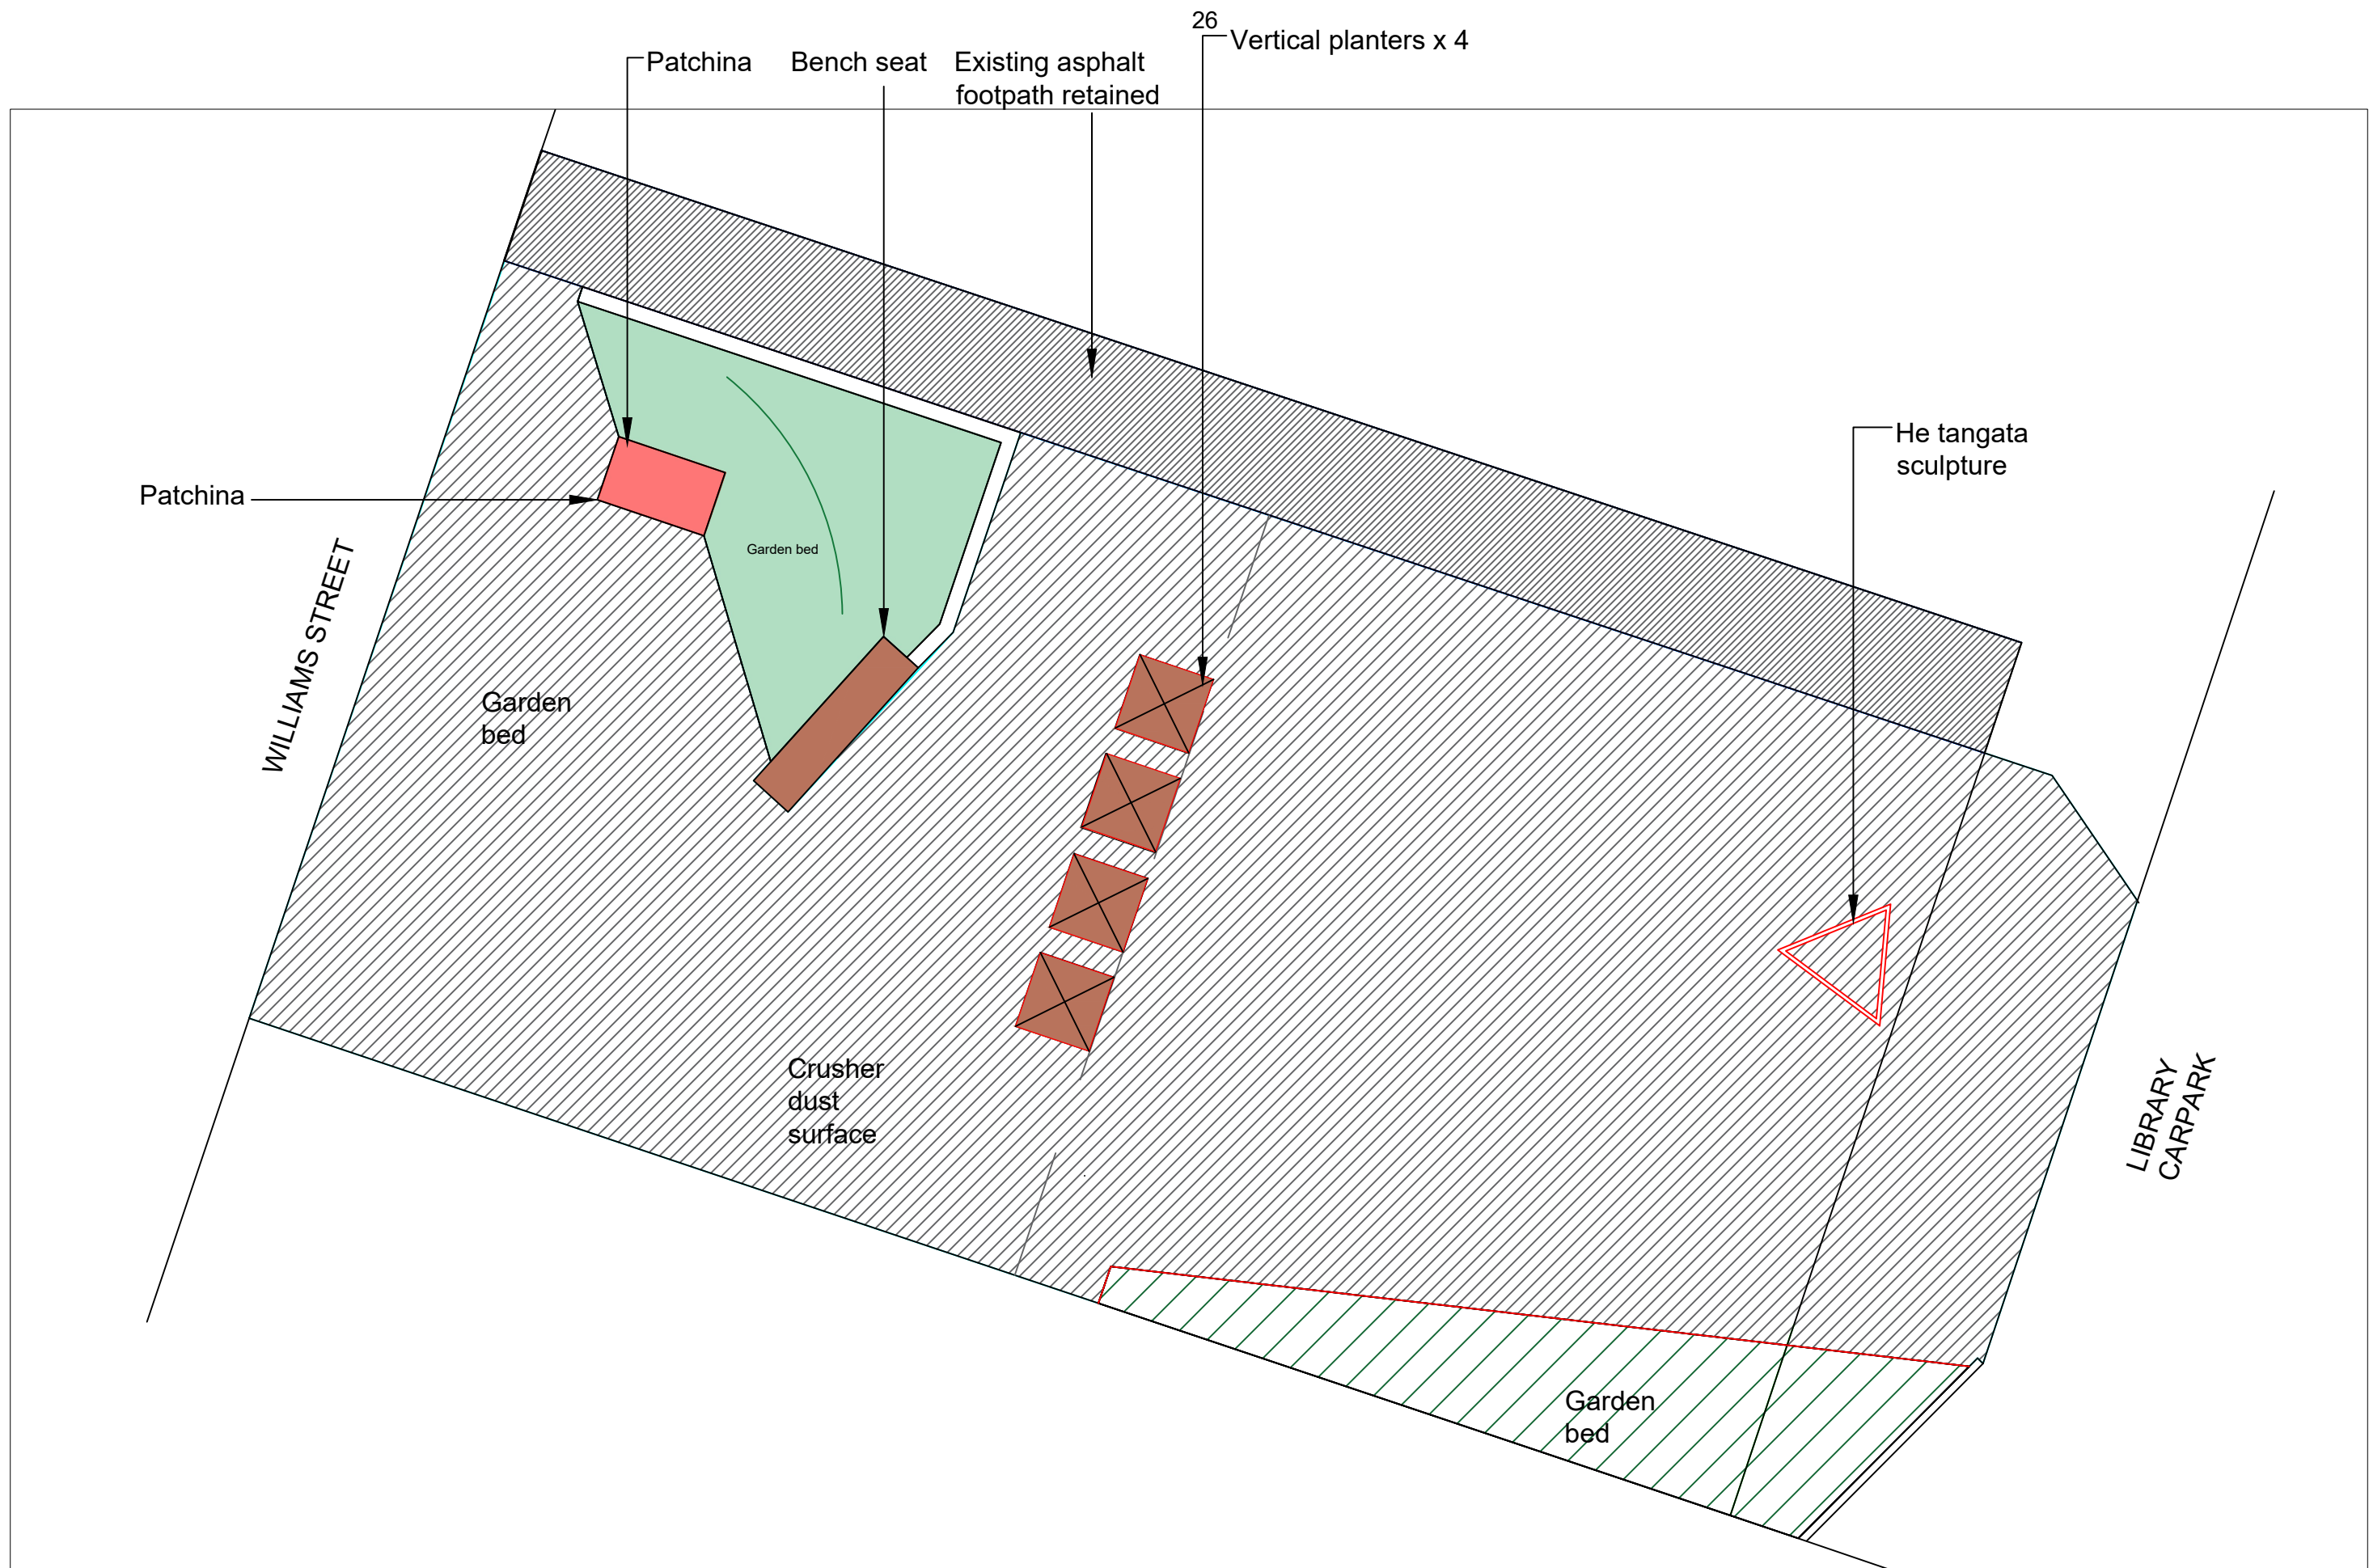 26
Vertical planters x 4
Patchina
Bench seat
Existing asphalt
footpath retained
He tangata
sculpture
Patchina
Garden bed
WILLIAMS STREET
Garden
bed
Crusher
dust
surface
LIBRARY
CARPARK
Garden
bed